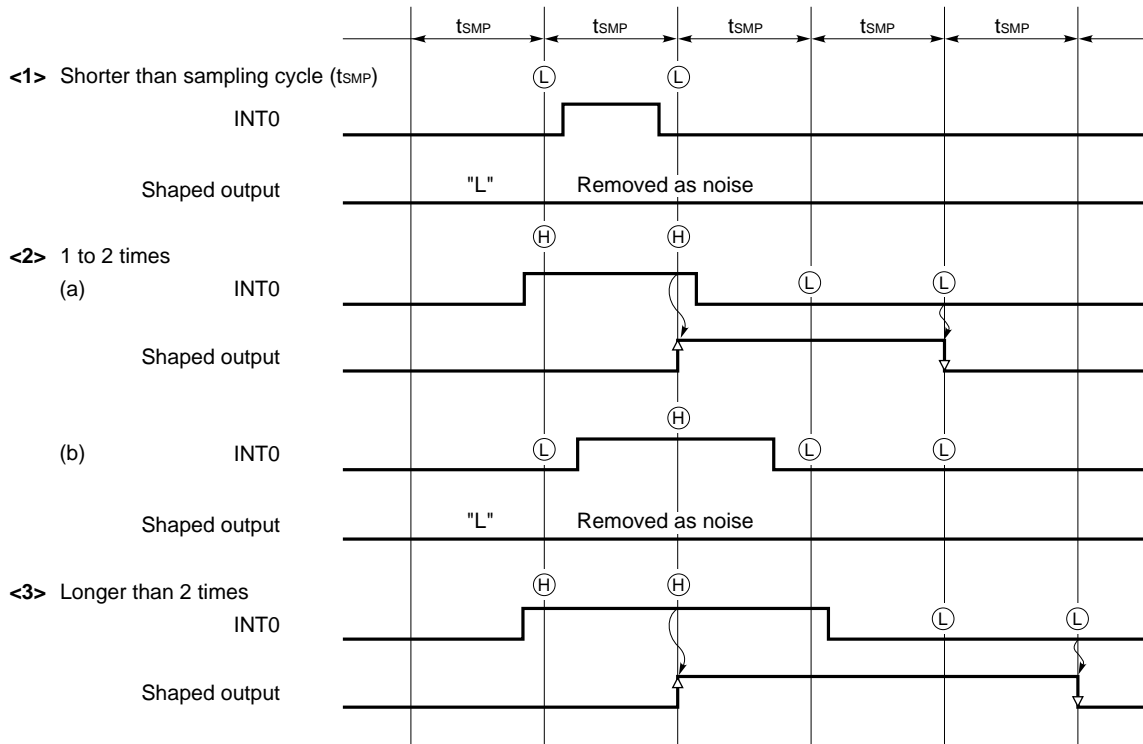 tSMP tSMP tSMP tSMP tSMP
<1> Shorter than sampling cycle (tSMP)
L L
INT0
Shaped output "L" Removed as noise
H H
<2> 1 to 2 times
(a) INT0 L L
Shaped output
H
(b) INT0 L L L
Shaped output "L" Removed as noise
<3> Longer than 2 times H H
INT0 L L
Shaped output